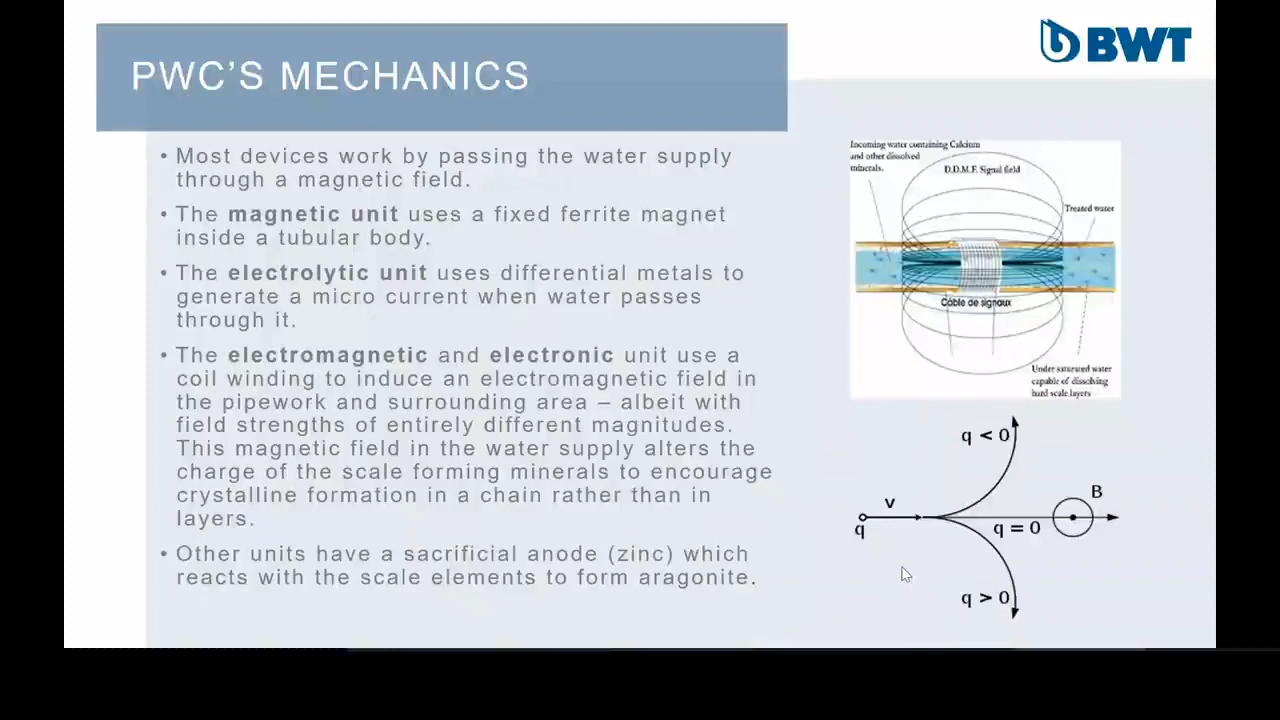 PWC'S MECHANICS
BWT
• Most devices work by passing the water supply
through a magnetic field.
• The magnetic unit uses a fixed ferrite magnet
inside a tubular body.
• The electrolytic unit uses differential metals to
generate a micro current when water passes
through it.
• The electromagnetic and electronic unit use a
coil winding to induce an electromagnetic field in
the pipework and surrounding area – albeit with
field strengths of entirely different magnitudes.
This magnetic field in the water supply alters the
charge of the scale forming minerals to encourage
crystalline formation in a chain rather than in
layers.
• Other units have a sacrificial anode (zinc) which
reacts with the scale elements to form aragonite.
Incoming water containing Calcium
and other dissolved
minerals.
D.D.M.F. Signal field
Treated water
Câble de signaux
Under saturated water
capable of dissolving
hard scale layers
q < 0
v
B
q
q = 0
q > 0